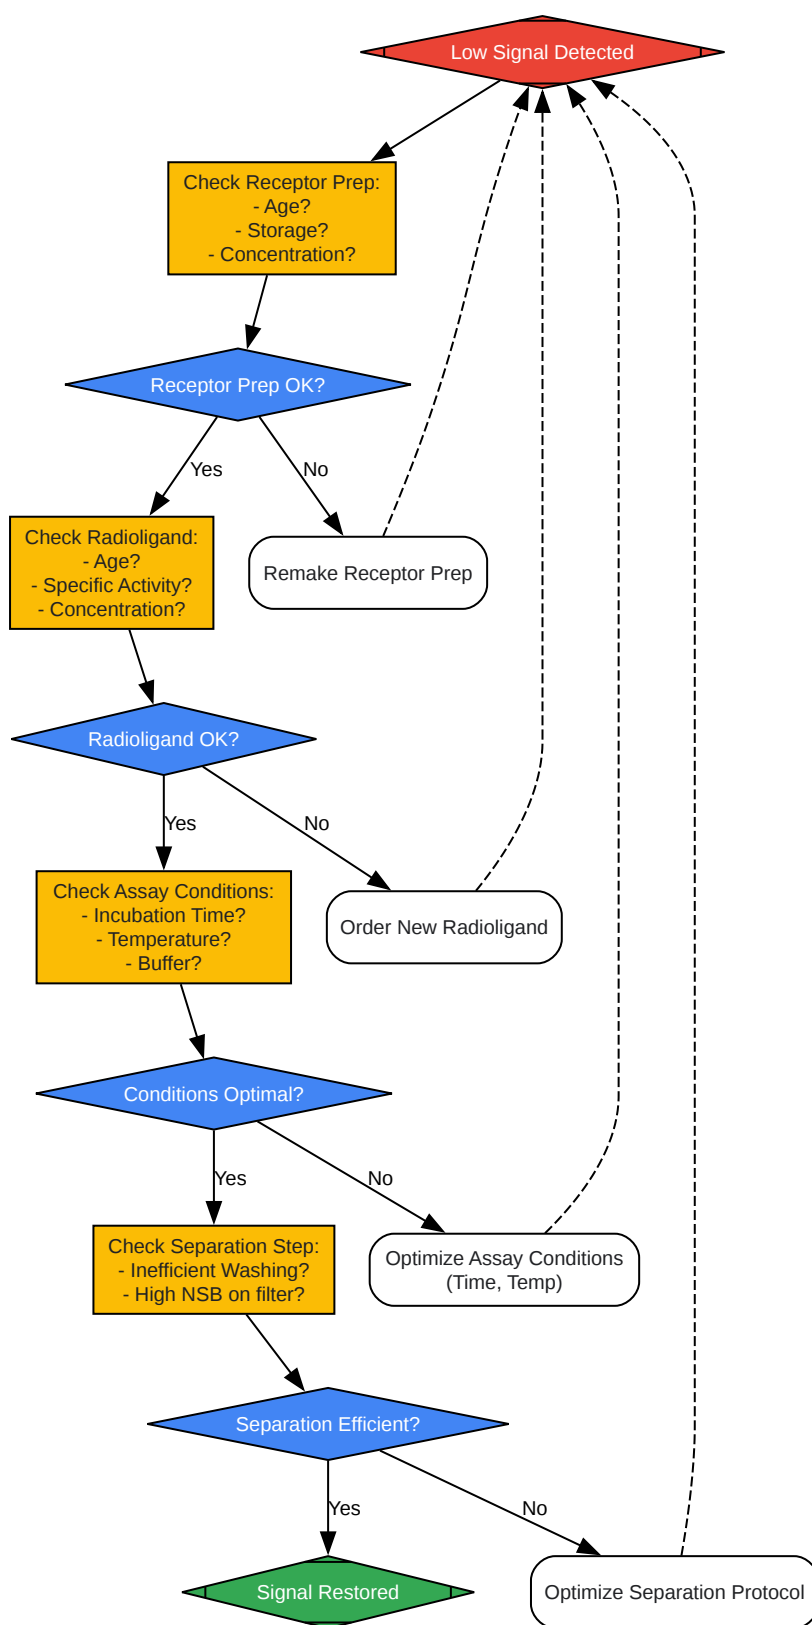 Low Signal Detected
Check Receptor Prep:
- Age?
- Storage?
- Concentration?
Receptor Prep OK?
Yes
No
Check Radioligand:
- Age?
- Specific Activity?
- Concentration?
Remake Receptor Prep
Radioligand OK?
Yes
No
Check Assay Conditions:
- Incubation Time?
- Temperature?
- Buffer?
Order New Radioligand
Conditions Optimal?
Yes
No
Check Separation Step:
- Inefficient Washing?
- High NSB on filter?
Optimize Assay Conditions
(Time, Temp)
Separation Efficient?
Yes
No
Signal Restored
Optimize Separation Protocol